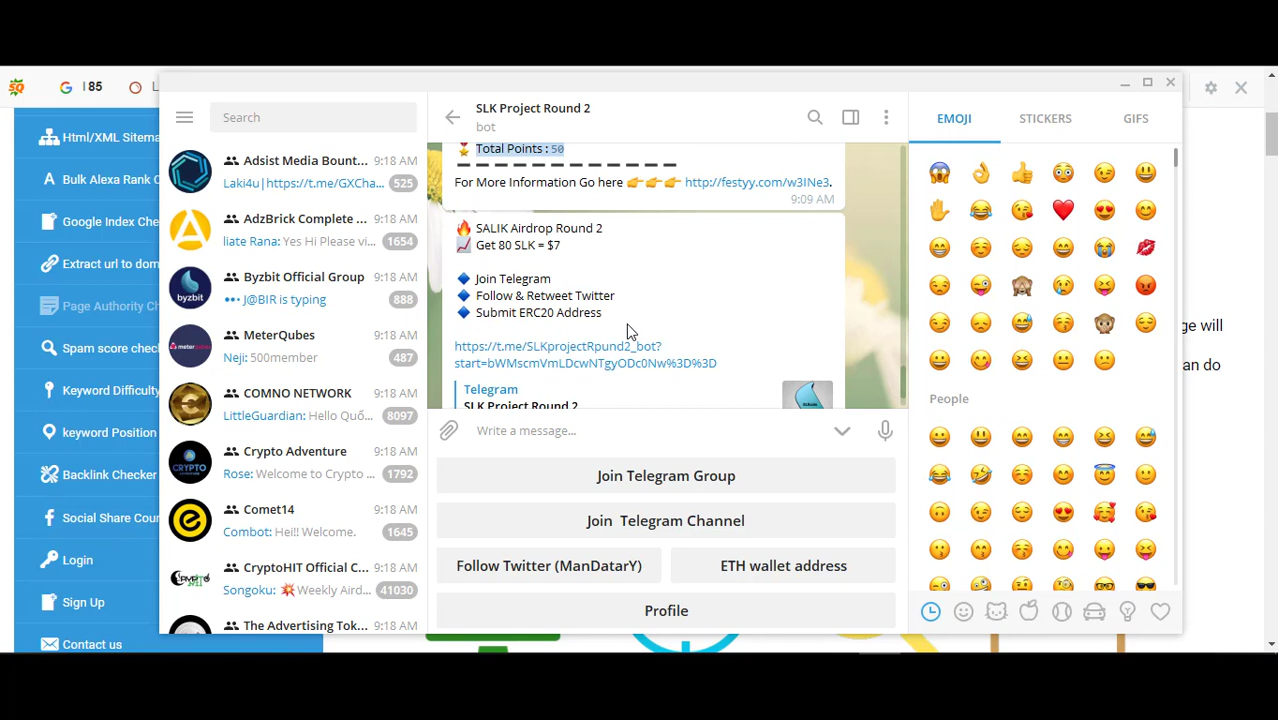 85
L
Html/XML Sitema
Bulk Alexa Rank C
Google Index Che
Extract url to dom
Page Authority Ch
Spam score check
Keyword Difficulty
keyword Position
Backlink Checker
Social Share Cour
Login
Sign Up
Contact us
Search
Adsist Media Bount... 9:18 AM
Laki4u|https://t.me/GXCha... 525
AdzBrick Complete ... 9:18 AM
liate Rana: Yes Hi Please vi... 1654
Byzbit Official Group 9:18 AM
byzbit
J@BIR is typing 888
MeterQubes 9:18 AM
Neji: 500member 487
COMNO NETWORK 9:18 AM
LittleGuardian: Hello Quố... 8097
Crypto Adventure 9:18 AM
CRYPTO
Rose: Welcome to Crypto ... 1792
Comet14 9:18 AM
Combot: Hei!! Welcome. 1645
CryptoHIT Official C... 9:18 AM
Songoku: 💥Weekly Aird... 41030
The Advertising Tok... 9:18 AM
SLK Project Round 2
bot
🎖 Total Points : 50
For More Information Go here 👉👉👉 http://festyy.com/w3INe3.
9:09 AM
🔥 SALIK Airdrop Round 2
📈 Get 80 SLK = $7
🔷 Join Telegram
🔷 Follow & Retweet Twitter
🔷 Submit ERC20 Address
https://t.me/SLKprojectRpund2_bot?
start=bWMscmVmLDcwNTgyODc0Nw%3D%3D
Telegram
SLK Project Round 2
Write a message...
Join Telegram Group
Join Telegram Channel
Follow Twitter (ManDatarY)
ETH wallet address
Profile
EMOJI STICKERS GIFS
People
ge will
an do